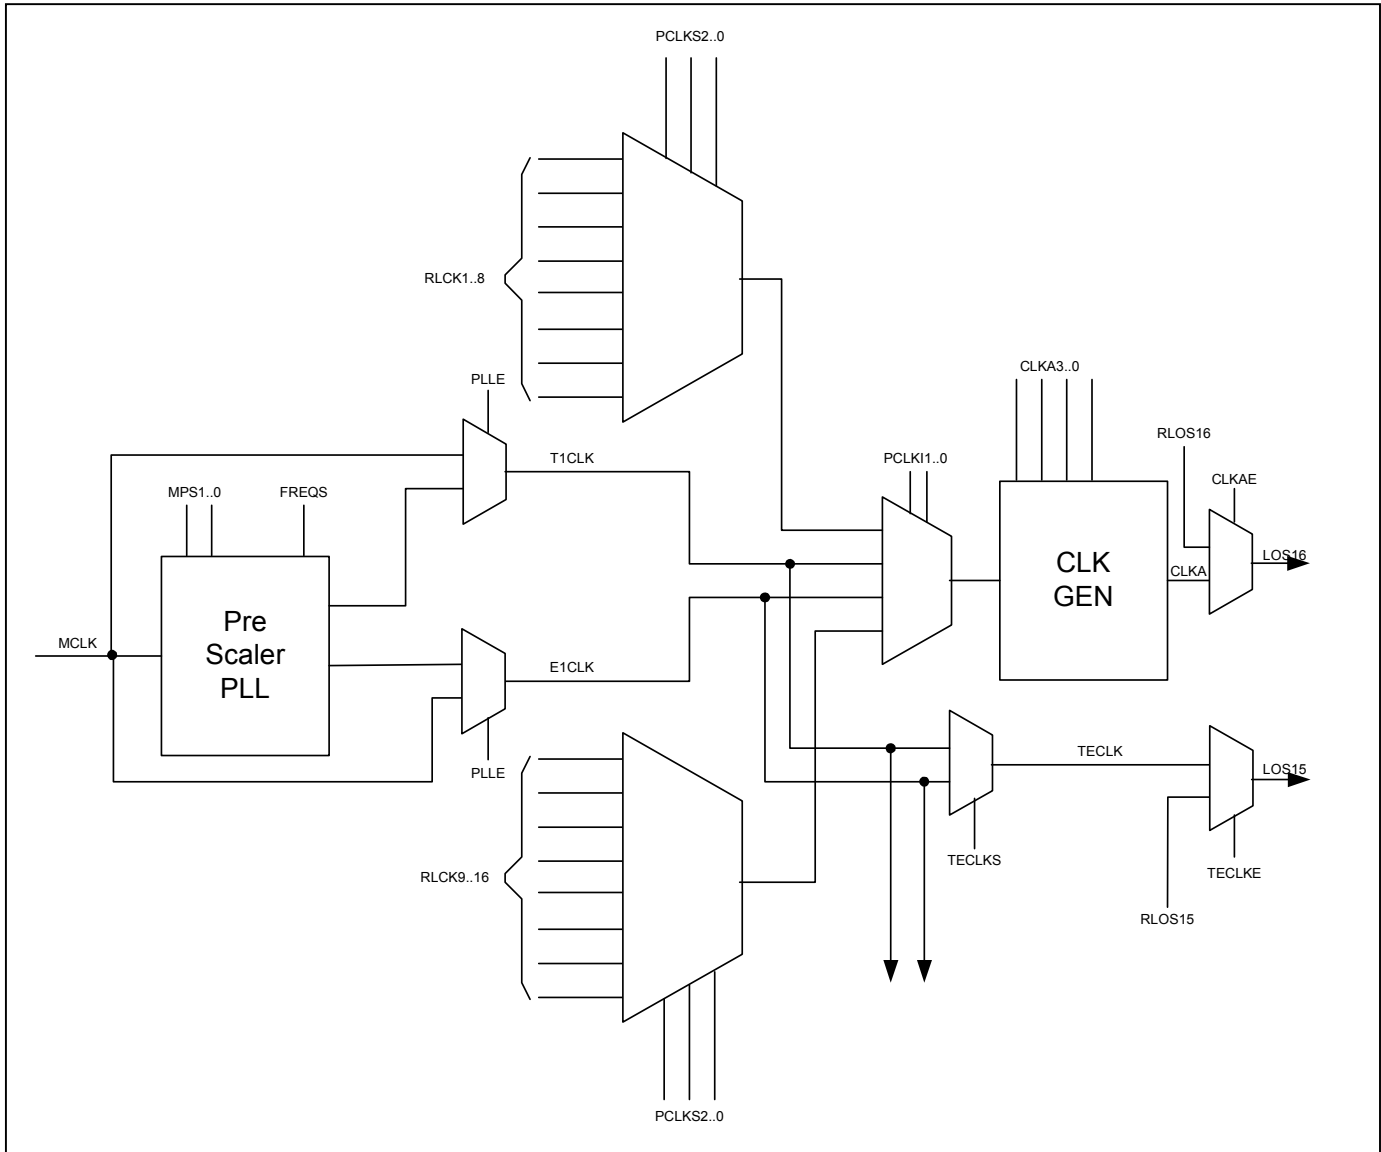 PCLKS2..0
RLCK1..8
CLKA3..0
PLLE
RLOS16
T1CLK
PCLKI1..0
CLKAE
MPS1..0
FREQS
LOS16
CLK
GEN
CLKA
Pre
Scaler
PLL
MCLK
E1CLK
TECLK
LOS15
PLLE
TECLKS
TECLKE
RLCK9..16
RLOS15
PCLKS2..0